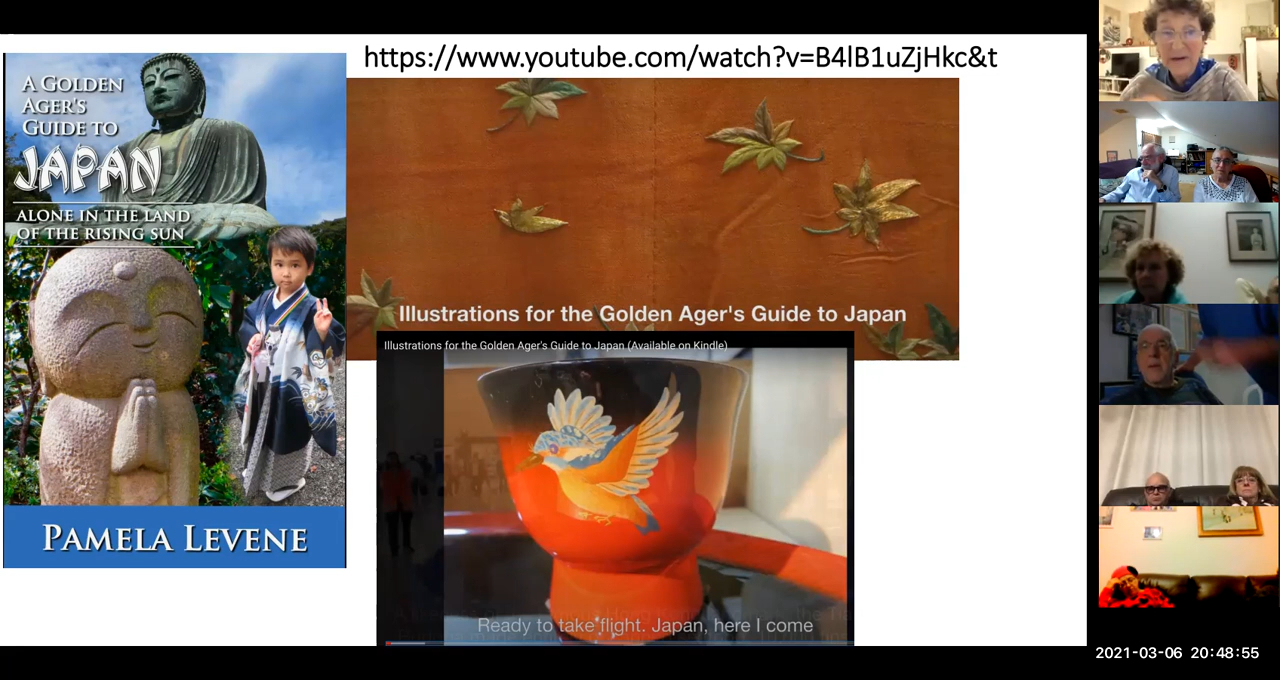 https://www.youtube.com/watch?v=B4lB1uZjHkc&t
A GOLDEN
AGER'S
GUIDE TO
JAPAN
ALONE IN THE LAND
OF THE RISING SUN
PAMELA LEVENE
Illustrations for the Golden Ager's Guide to Japan
Illustrations for the Golden Ager's Guide to Japan (Available on Kindle)
Ready to take flight. Japan, here I come
2021-03-06 20:48:55